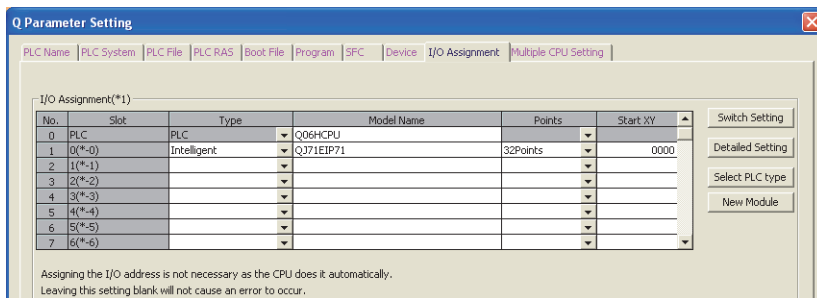 Q Parameter Setting
PLC Name PLC System PLC File PLC RAS Boot File Program SFC Device I/O Assignment Multiple CPU Setting
I/O Assignment(*1)
No. Slot Type Model Name Points Start XY
0 PLC PLC Q06HCPU
1 0(*-0) Intelligent QJ71EIP71 32Points 0000
2 1(*-1)
3 2(*-2)
4 3(*-3)
5 4(*-4)
6 5(*-5)
7 6(*-6)
Switch Setting
Detailed Setting
Select PLC type
New Module
Assigning the I/O address is not necessary as the CPU does it automatically.
Leaving this setting blank will not cause an error to occur.